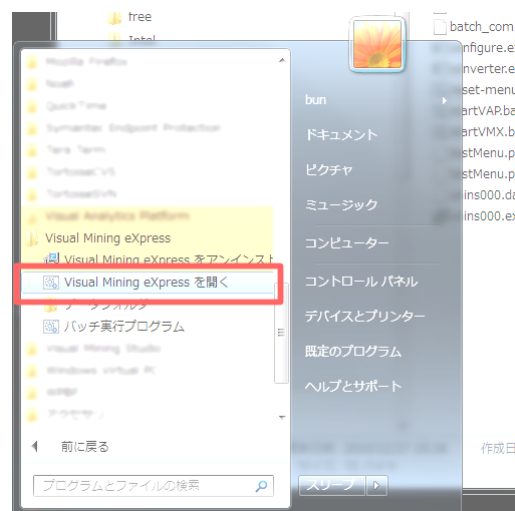 free
Intel
batch_com
nfigure.e
nverter.e
set-menu
artVAP.ba
artVMX.b
stMenu.p
stMenu.p
ins000.da
ins000.ex
Mozilla Firefox
QuickTime
Symantec Endpoint Protection
Tera Term
TortoiseCVS
TortoiseSVN
Visual Analytics Platform
Visual Mining eXpress
Visual Mining eXpress をアンインスト
Visual Mining eXpress を開く
データフォルダ
バッチ実行プログラム
Visual Mining Studio
Windows Virtual PC
アクセサリ
前に戻る
プログラムとファイルの検索
bun
ドキュメント
ピクチャ
ミュージック
コンピューター
コントロール パネル
デバイスとプリンター
既定のプログラム
ヘルプとサポート
スリープ
作成日